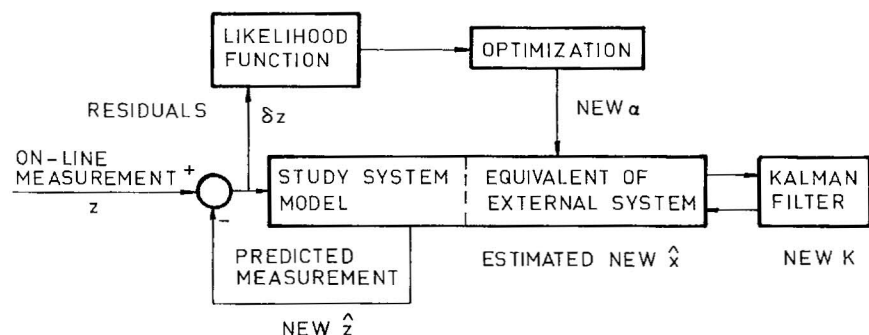 LIKELIHOOD
FUNCTION
OPTIMIZATION
RESIDUALS
δz
NEW α
ON-LINE
MEASUREMENT
+
z
-
STUDY SYSTEM
MODEL
EQUIVALENT OF
EXTERNAL SYSTEM
KALMAN
FILTER
PREDICTED
MEASUREMENT
ESTIMATED NEW x̂
NEW K
NEW ẑ